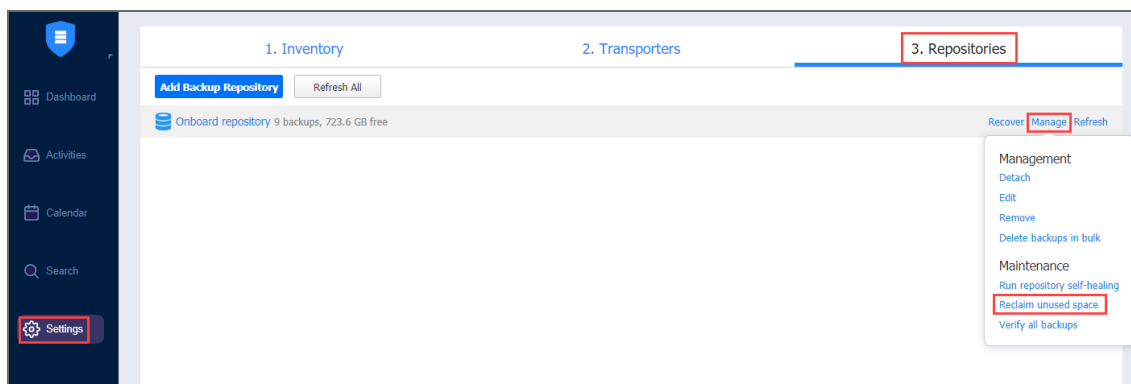 1. Inventory
2. Transporters
3. Repositories
Add Backup Repository
Refresh All
Dashboard
Onboard repository 9 backups, 723.6 GB free
Recover Manage Refresh
Activities
Management
Detach
Edit
Calendar
Remove
Delete backups in bulk
Maintenance
Search
Run repository self-healing
Reclaim unused space
Settings
Verify all backups